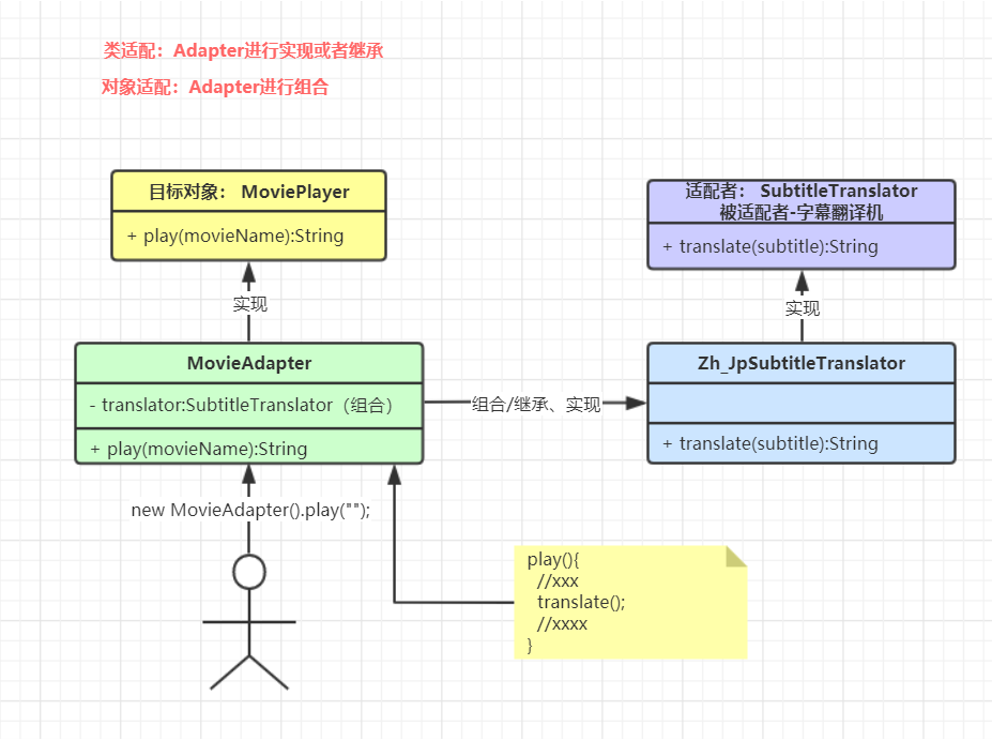 类适配：Adapter进行实现或者继承
对象适配：Adapter进行组合
目标对象： MoviePlayer
+ play(movieName):String
适配者： SubtitleTranslator
被适配者-字幕翻译机
+ translate(subtitle):String
实现
实现
MovieAdapter
- translator:SubtitleTranslator（组合）
+ play(movieName):String
组合/继承、实现
Zh_JpSubtitleTranslator
+ translate(subtitle):String
new MovieAdapter().play("");
play(){
//xxx
translate();
//xxxx
}